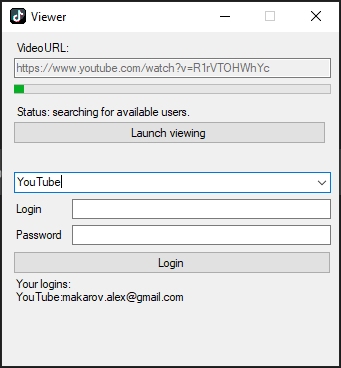 Viewer
VideoURL:
https://www.youtube.com/watch?v=R1rVTOHWhYc
Status: searching for available users.
Launch viewing
YouTube
Login
Password
Login
Your logins:
YouTube:makarov.alex@gmail.com